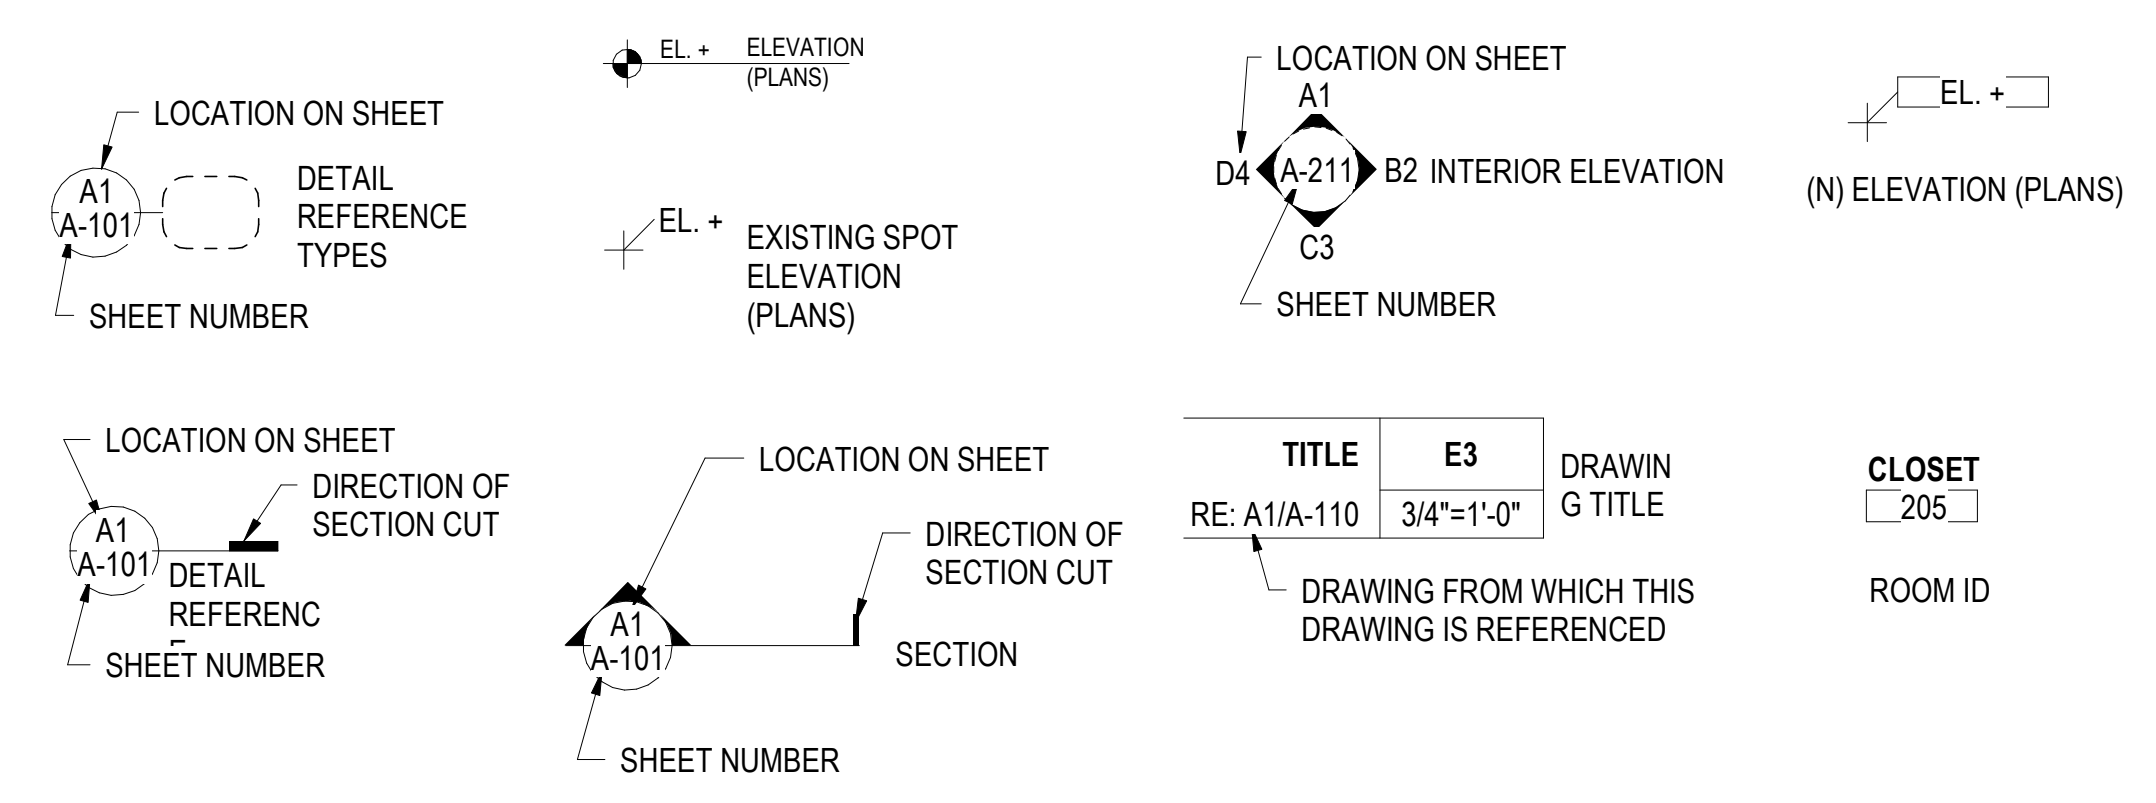 LOCATION ON SHEET
A1
A-101
DETAIL
REFERENCE
TYPES
SHEET NUMBER
EL. + ELEVATION
(PLANS)
EL. +
EXISTING SPOT
ELEVATION
(PLANS)
LOCATION ON SHEET
A1
D4 A-211 B2 INTERIOR ELEVATION
C3
SHEET NUMBER
EL. +
(N) ELEVATION (PLANS)
LOCATION ON SHEET
DIRECTION OF
SECTION CUT
A1
A-101
DETAIL
REFERENC
SHEET NUMBER
LOCATION ON SHEET
DIRECTION OF
SECTION CUT
A1
A-101
SECTION
SHEET NUMBER
TITLE E3
RE: A1/A-110 3/4"=1'-0"
DRAWIN
G TITLE
DRAWING FROM WHICH THIS
DRAWING IS REFERENCED
CLOSET
205
ROOM ID